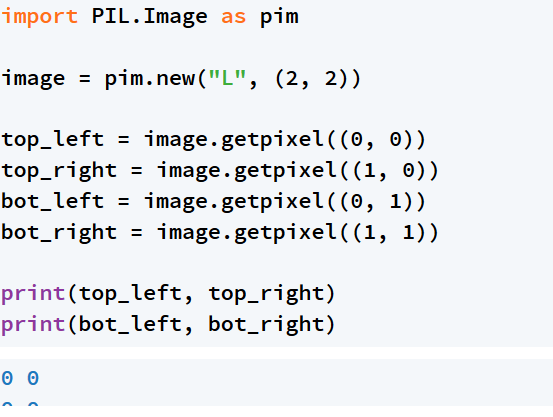 import PIL.Image as pim
image = pim.new("L", (2, 2))
top_left = image.getpixel((0, 0))
top_right = image.getpixel((1, 0))
bot_left = image.getpixel((0, 1))
bot_right = image.getpixel((1, 1))
print(top_left, top_right)
print(bot_left, bot_right)
0 0